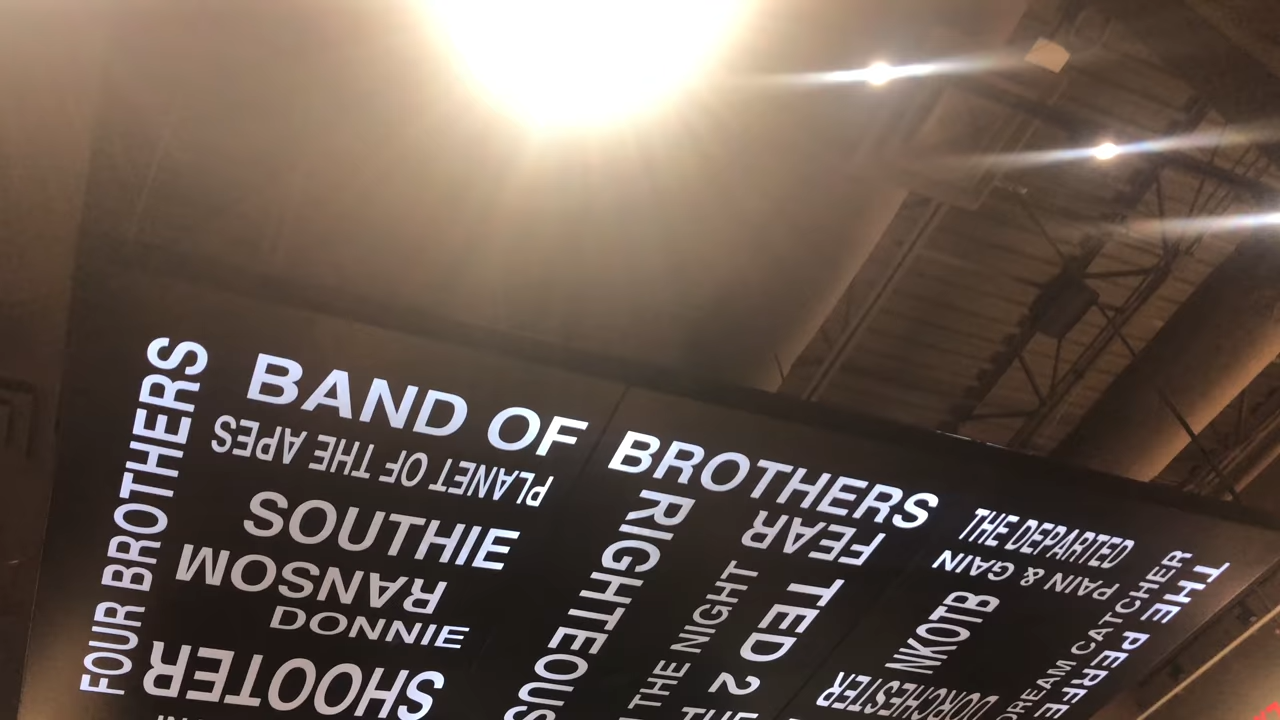 FOUR BROTHERS
BAND OF BROTHERS
PLANET OF THE APES
SOUTHIE
RANSOM
DONNIE
SHOOTER
RIGHTEOUS
FEAR
THE NIGHT
TED 2
THE DEPARTED
PAIN & GAIN
NKOTB
DORCHESTER
DREAM CATCHER
THE PERFE